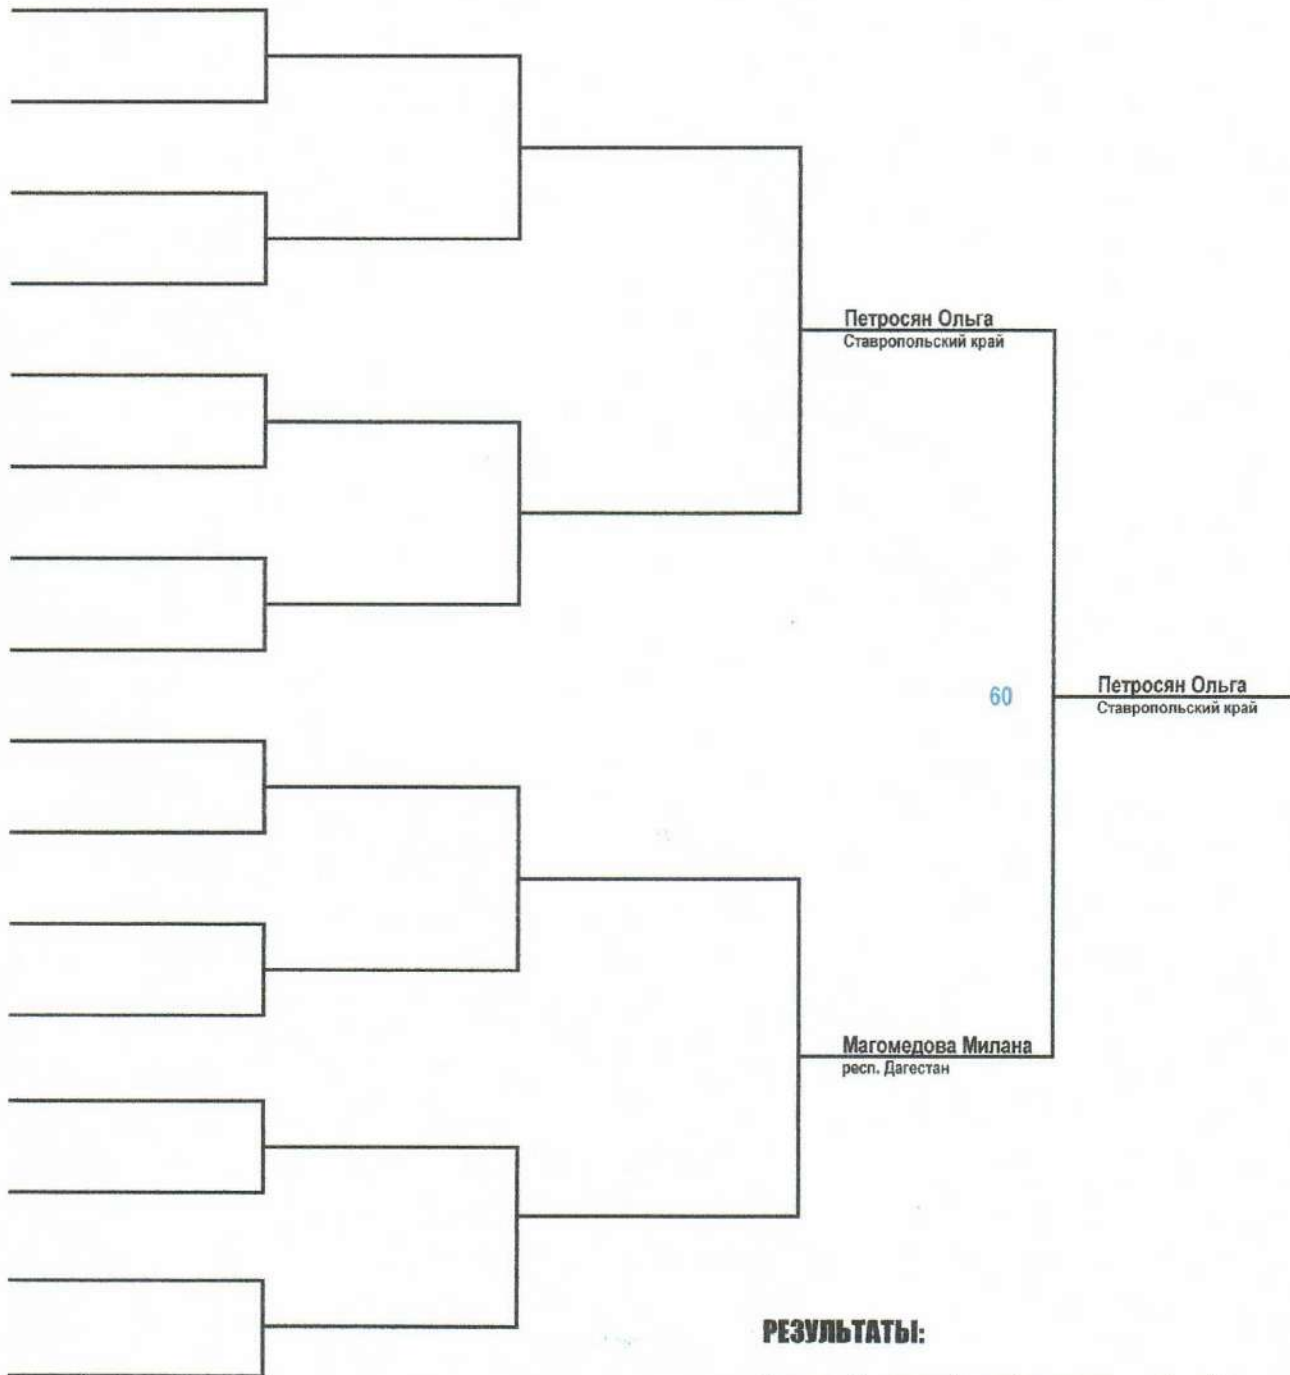 Петросян Ольга
Ставропольский край
60
Петросян Ольга
Ставропольский край
Магомедова Милана
респ. Дагестан
РЕЗУЛЬТАТЫ: